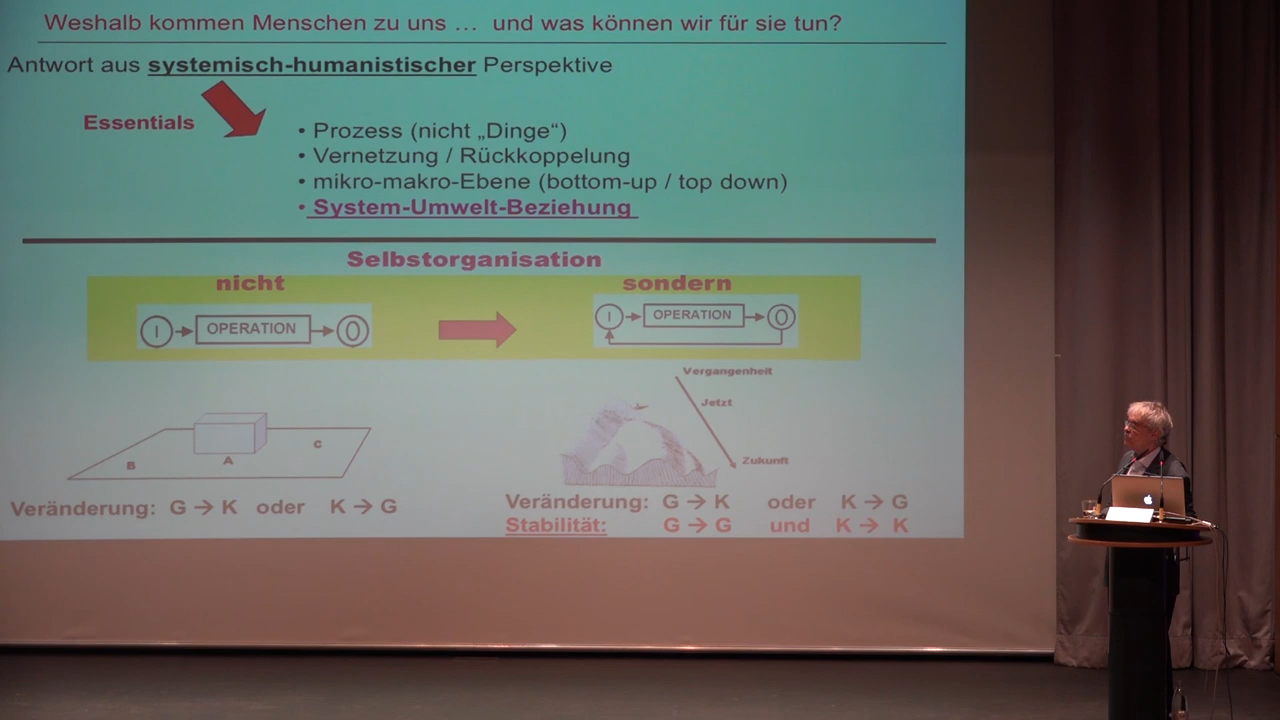 Weshalb kommen Menschen zu uns … und was können wir für sie tun?
Antwort aus systemisch-humanistischer Perspektive
Essentials
• Prozess (nicht „Dinge“)
• Vernetzung / Rückkoppelung
• mikro-makro-Ebene (bottom-up / top down)
• System-Umwelt-Beziehung
Selbstorganisation
nicht
sondern
I → OPERATION → O
I → OPERATION → O
Vergangenheit
Jetzt
Zukunft
B
A
C
Veränderung: G → K oder K → G
Veränderung: G → K oder K → G
Stabilität: G → G und K → K